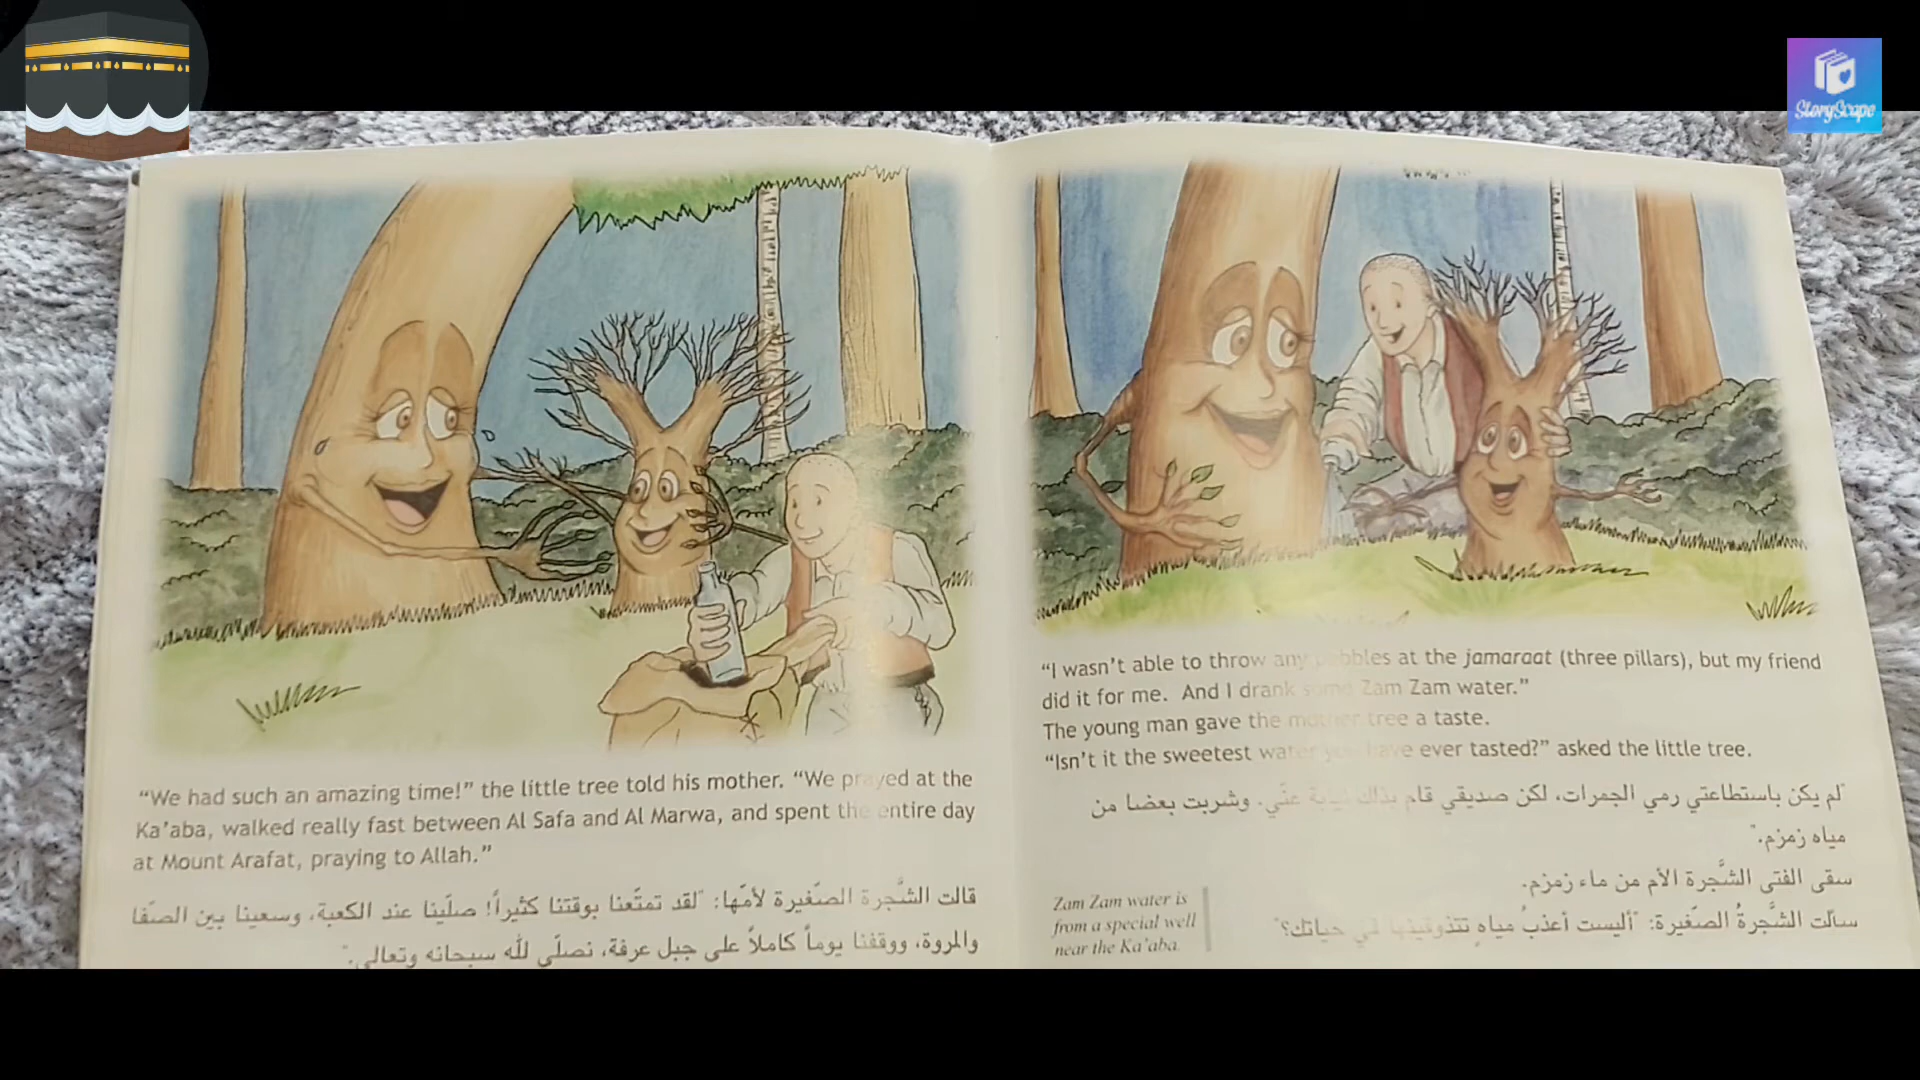 StoryScape
“We had such an amazing time!” the little tree told his mother. “We prayed at the
Ka’aba, walked really fast between Al Safa and Al Marwa, and spent the entire day
at Mount Arafat, praying to Allah.”
قالت الشَّجرة الصّغيرة لأمّها: "لقد تمتّعنا بوقتنا كثيراً! صلّينا عند الكعبة، وسعينا بين الصّفا
والمروة، ووقفنا يوماً كاملاً على جبل عرفة، نصلّي لله سبحانه وتعالى."
“I wasn’t able to throw any pebbles at the jamaraat (three pillars), but my friend
did it for me. And I drank some Zam Zam water.”
The young man gave the mother tree a taste.
“Isn’t it the sweetest water you have ever tasted?” asked the little tree.
"لم يكن باستطاعتي رمي الجمرات، لكن صديقي قام بذلك نيابة عنّي. وشربت بعضا من
مياه زمزم."
سقى الفتى الشَّجرة الأم من ماء زمزم.
سألت الشَّجرةُ الصّغيرة: "أليست أعذبُ مياهٍ تتذوقينها في حياتك؟"
Zam Zam water is
from a special well
near the Ka’aba.